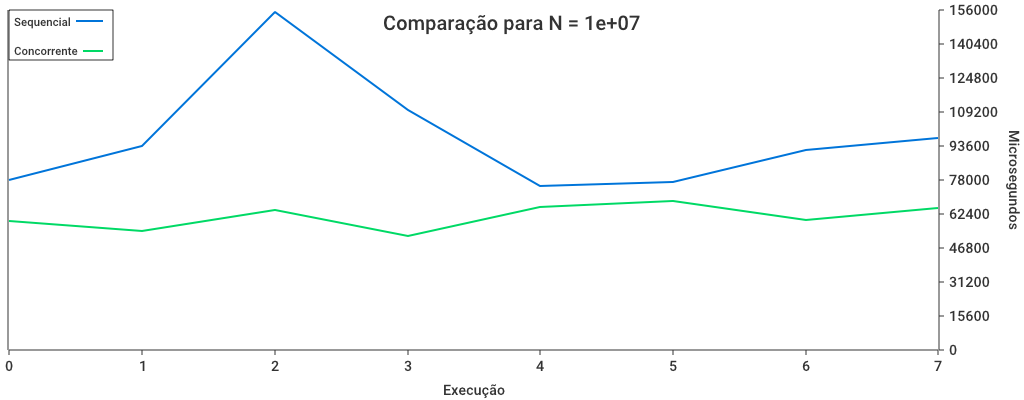 Comparação para N = 1e+07
Sequencial
Concorrente
156000
140400
124800
109200
93600
78000
62400
46800
31200
15600
0
Microsegundos
0 1 2 3 4 5 6 7
Execução